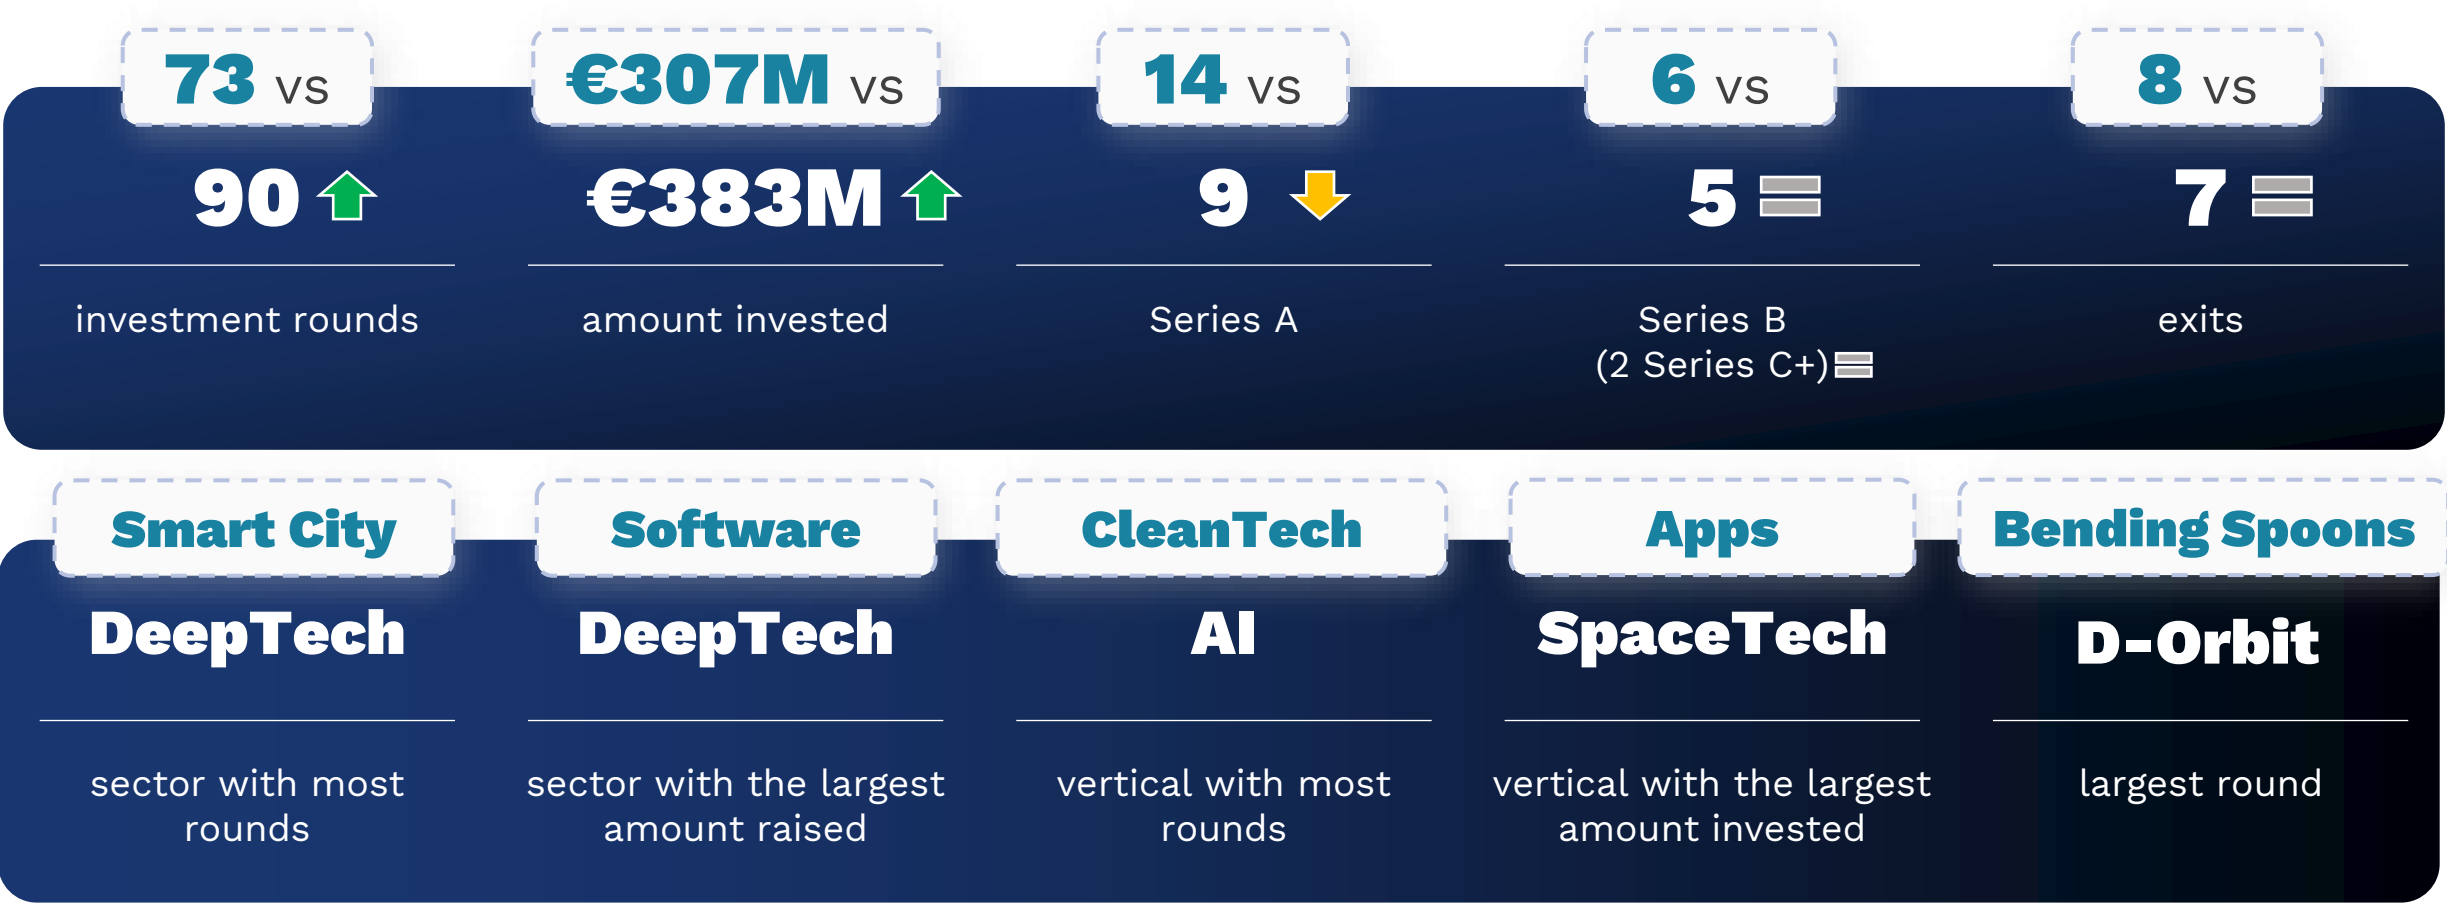 73 vs
90
investment rounds
€307M vs
€383M
amount invested
14 vs
9
Series A
6 vs
5
Series B
(2 Series C+)
8 vs
7
exits
Smart City
DeepTech
sector with most
rounds
Software
DeepTech
sector with the largest
amount raised
CleanTech
AI
vertical with most
rounds
Apps
SpaceTech
vertical with the largest
amount invested
Bending Spoons
D-Orbit
largest round